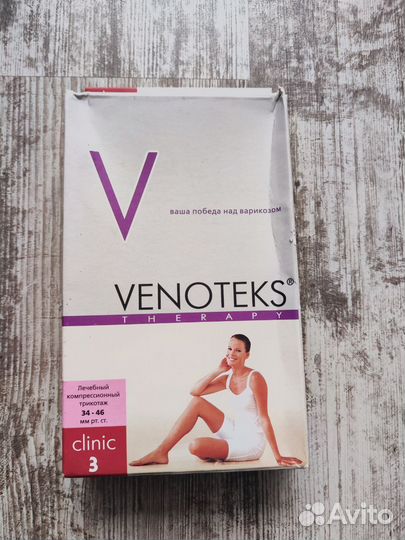 V
ваша победа над варикозом
VENOTEKS®
THERAPY
Лечебный
компрессионный
трикотаж
34 - 46
мм рт. ст.
clinic
3
Avito